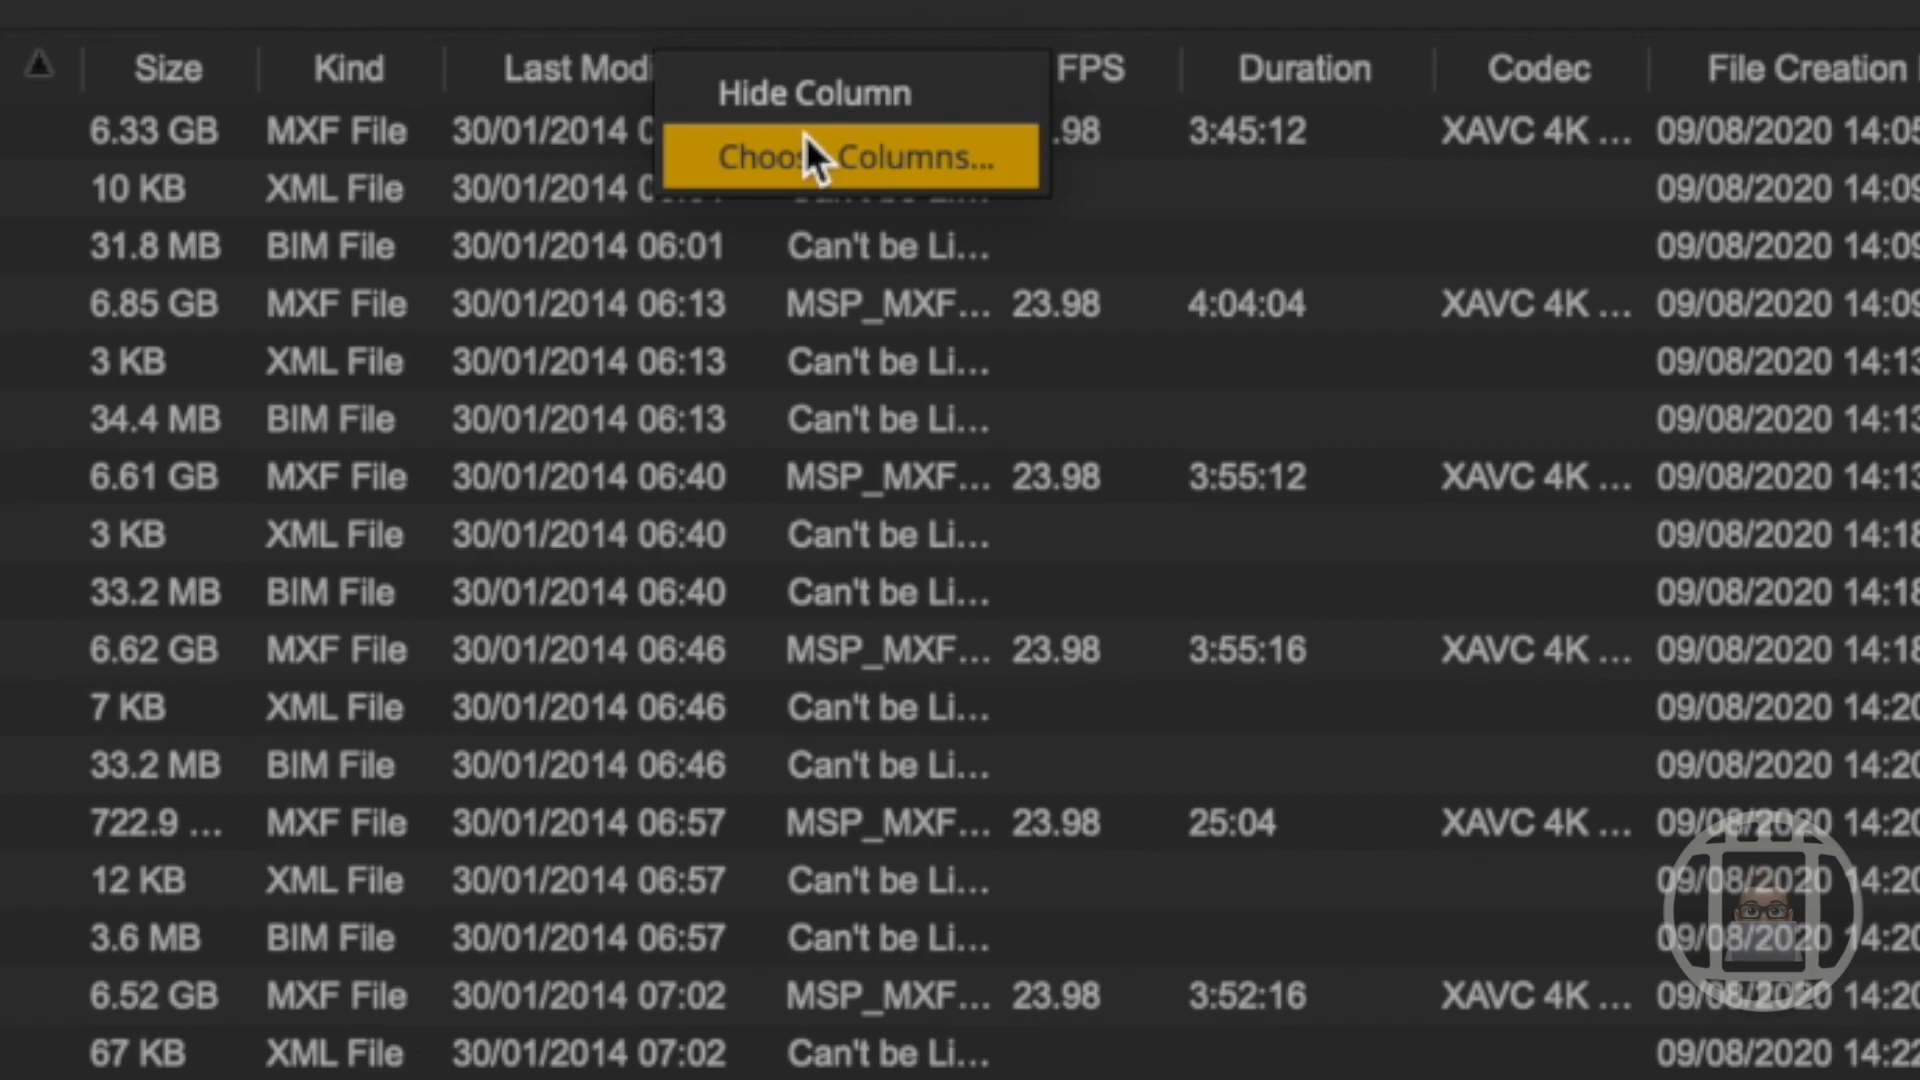 Size Kind Last Modi FPS Duration Codec File Creation
Hide Column
Columns...
6.33 GB MXF File 30/01/2014 .98 3:45:12 XAVC 4K ... 09/08/2020 14:05
10 KB XML File 30/01/2014 09/08/2020 14:09
31.8 MB BIM File 30/01/2014 06:01 Can't be Li... 09/08/2020 14:09
6.85 GB MXF File 30/01/2014 06:13 MSP_MXF... 23.98 4:04:04 XAVC 4K ... 09/08/2020 14:09
3 KB XML File 30/01/2014 06:13 Can't be Li... 09/08/2020 14:13
34.4 MB BIM File 30/01/2014 06:13 Can't be Li... 09/08/2020 14:13
6.61 GB MXF File 30/01/2014 06:40 MSP_MXF... 23.98 3:55:12 XAVC 4K ... 09/08/2020 14:13
3 KB XML File 30/01/2014 06:40 Can't be Li... 09/08/2020 14:18
33.2 MB BIM File 30/01/2014 06:40 Can't be Li... 09/08/2020 14:18
6.62 GB MXF File 30/01/2014 06:46 MSP_MXF... 23.98 3:55:16 XAVC 4K ... 09/08/2020 14:18
7 KB XML File 30/01/2014 06:46 Can't be Li... 09/08/2020 14:20
33.2 MB BIM File 30/01/2014 06:46 Can't be Li... 09/08/2020 14:20
722.9 ... MXF File 30/01/2014 06:57 MSP_MXF... 23.98 25:04 XAVC 4K ... 09/08/2020 14:20
12 KB XML File 30/01/2014 06:57 Can't be Li... 09/08/2020 14:20
3.6 MB BIM File 30/01/2014 06:57 Can't be Li... 09/08/2020 14:20
6.52 GB MXF File 30/01/2014 07:02 MSP_MXF... 23.98 3:52:16 XAVC 4K ... 09/08/2020 14:20
67 KB XML File 30/01/2014 07:02 Can't be Li... 09/08/2020 14:22